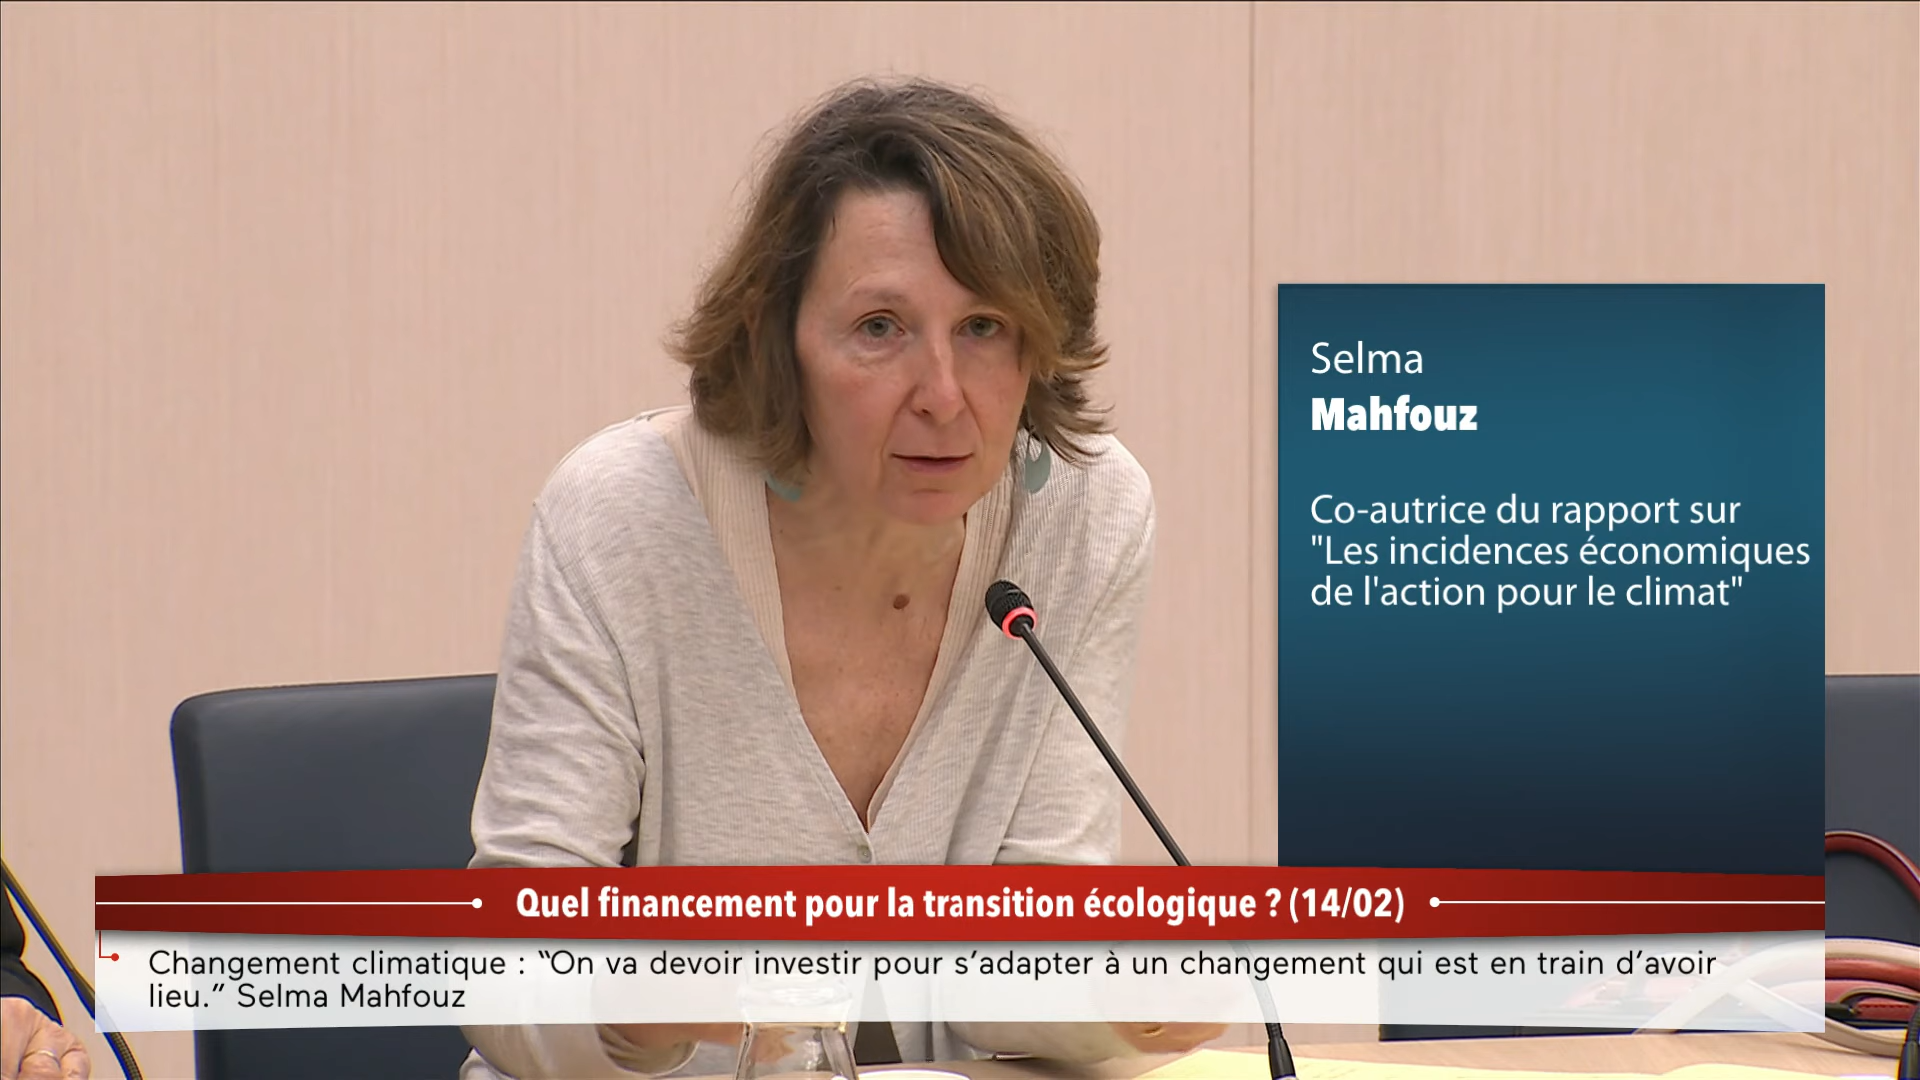 Selma
Mahfouz
Co-autrice du rapport sur
"Les incidences économiques
de l'action pour le climat"
Quel financement pour la transition écologique ? (14/02)
Changement climatique : “On va devoir investir pour s’adapter à un changement qui est en train d’avoir
lieu.” Selma Mahfouz